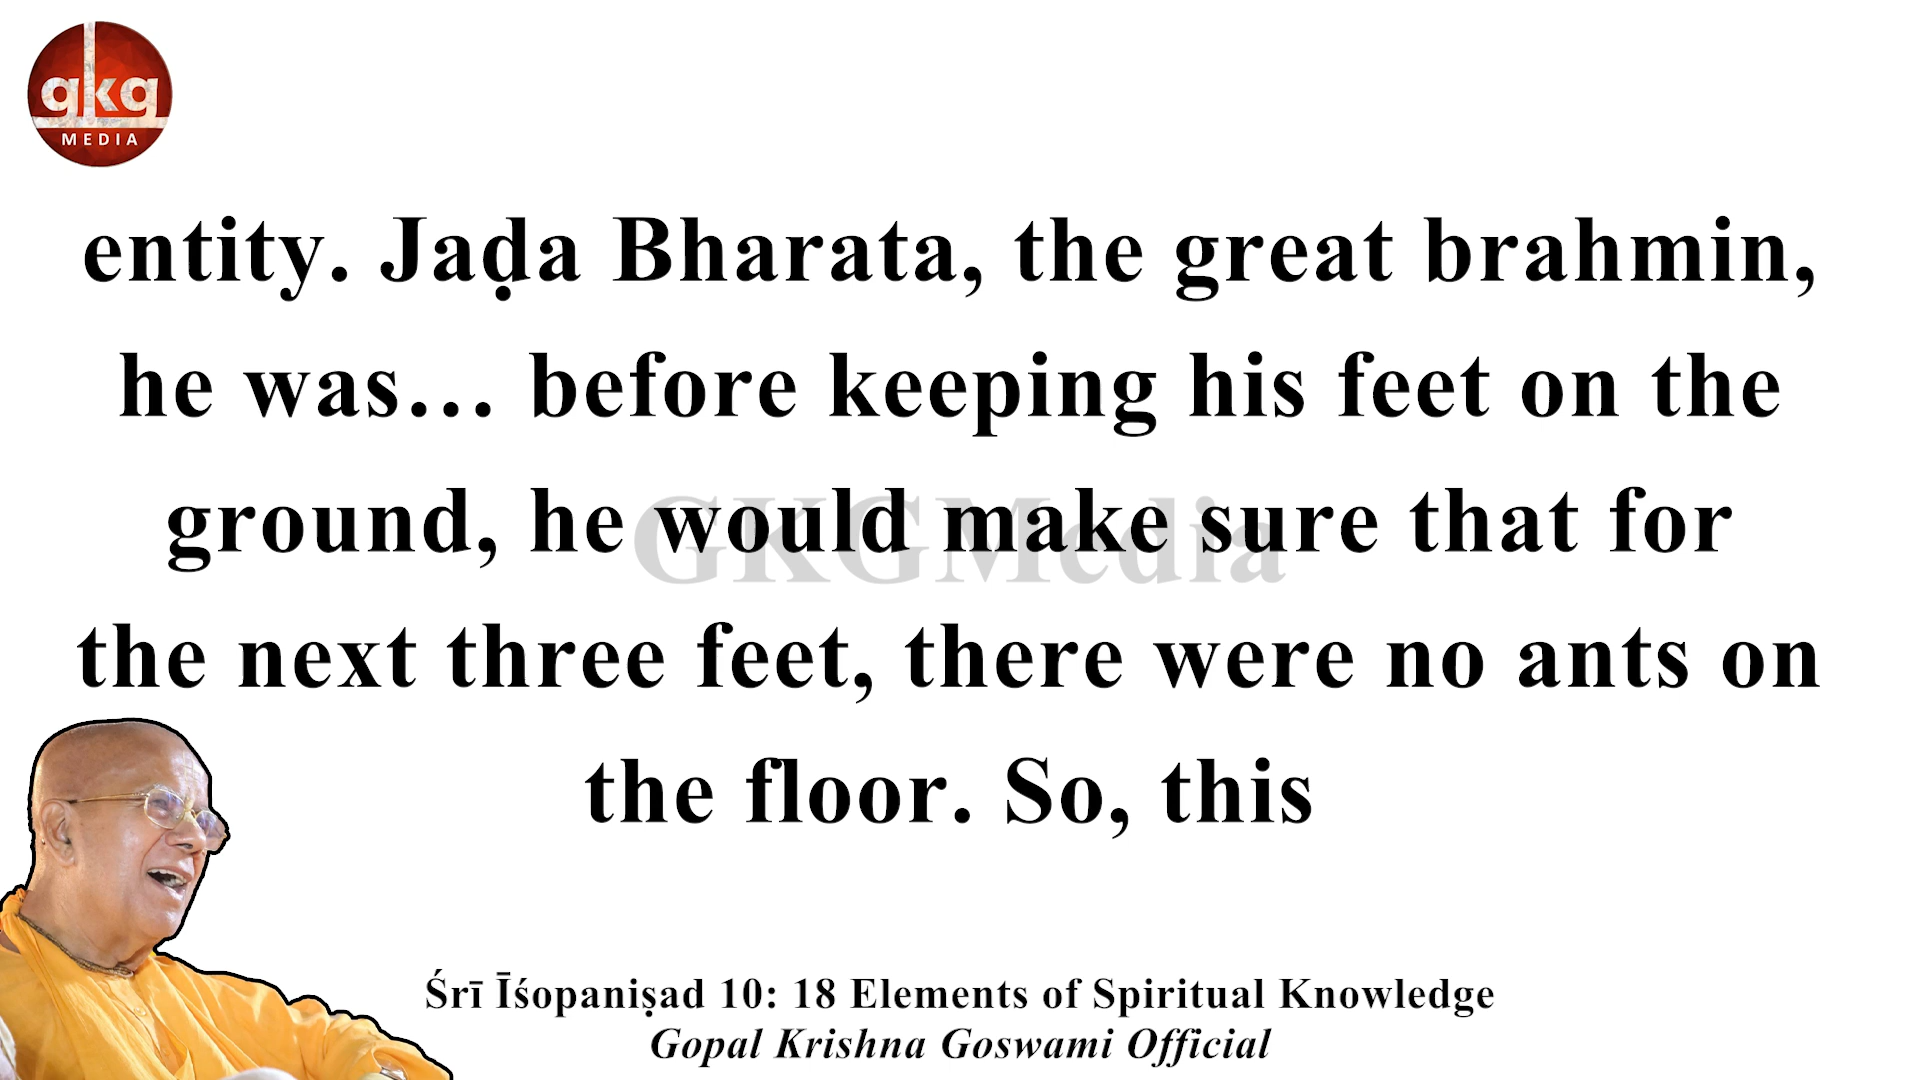 gkg
MEDIA
entity. Jaḍa Bharata, the great brahmin,
he was… before keeping his feet on the
ground, he would make sure that for
GKGMedia
the next three feet, there were no ants on
the floor. So, this
Śrī Īśopaniṣad 10: 18 Elements of Spiritual Knowledge
Gopal Krishna Goswami Official